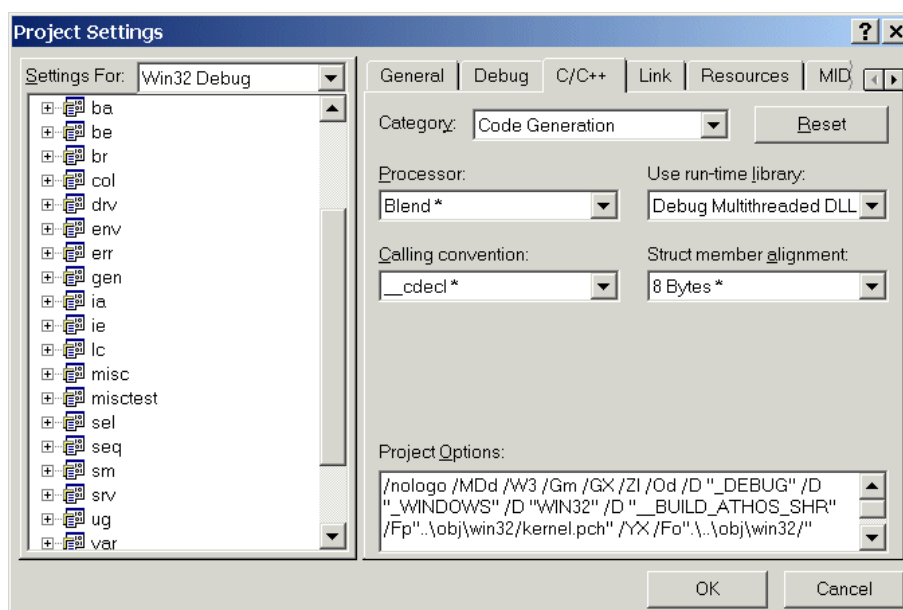 Project Settings
Settings For: Win32 Debug
ba
be
br
col
drv
env
err
gen
ia
ie
lc
misc
misctest
sel
seq
sm
srv
ug
var
General Debug C/C++ Link Resources MID
Category: Code Generation Reset
Processor: Use run-time library:
Blend * Debug Multithreaded DLL
Calling convention: Struct member alignment:
__cdecl * 8 Bytes *
Project Options:
/nologo /MDd /W3 /Gm /GX /ZI /Od /D "_DEBUG" /D
"_WINDOWS" /D "WIN32" /D "__BUILD_ATHOS_SHR"
/Fp"..\obj\win32/kernel.pch" /YX /Fo".\..\obj\win32/"
OK Cancel